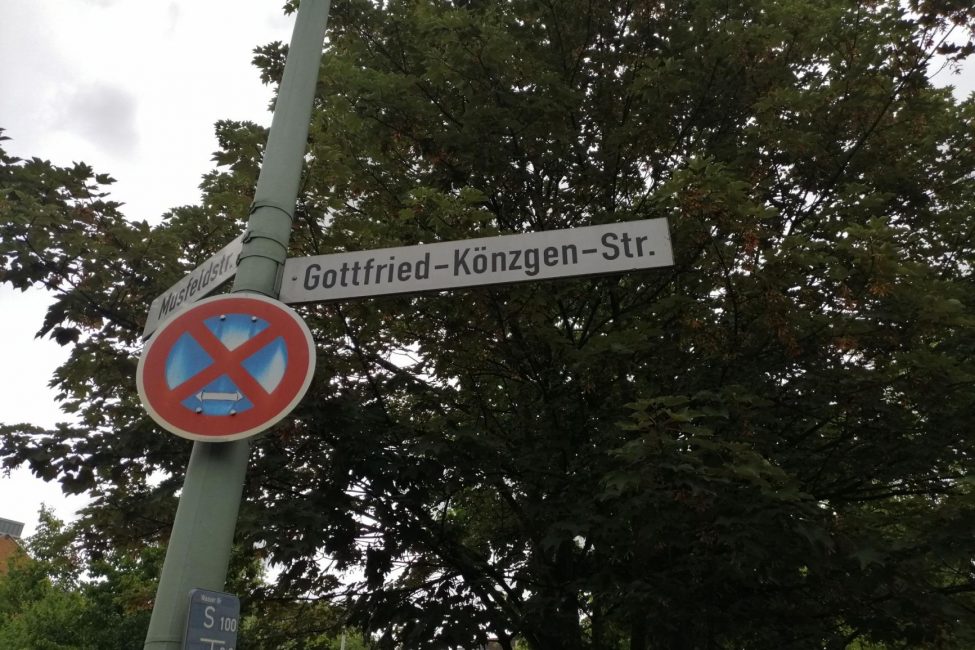 Musfeldstr.
Gottfried-Könzgen-Str.
S 100